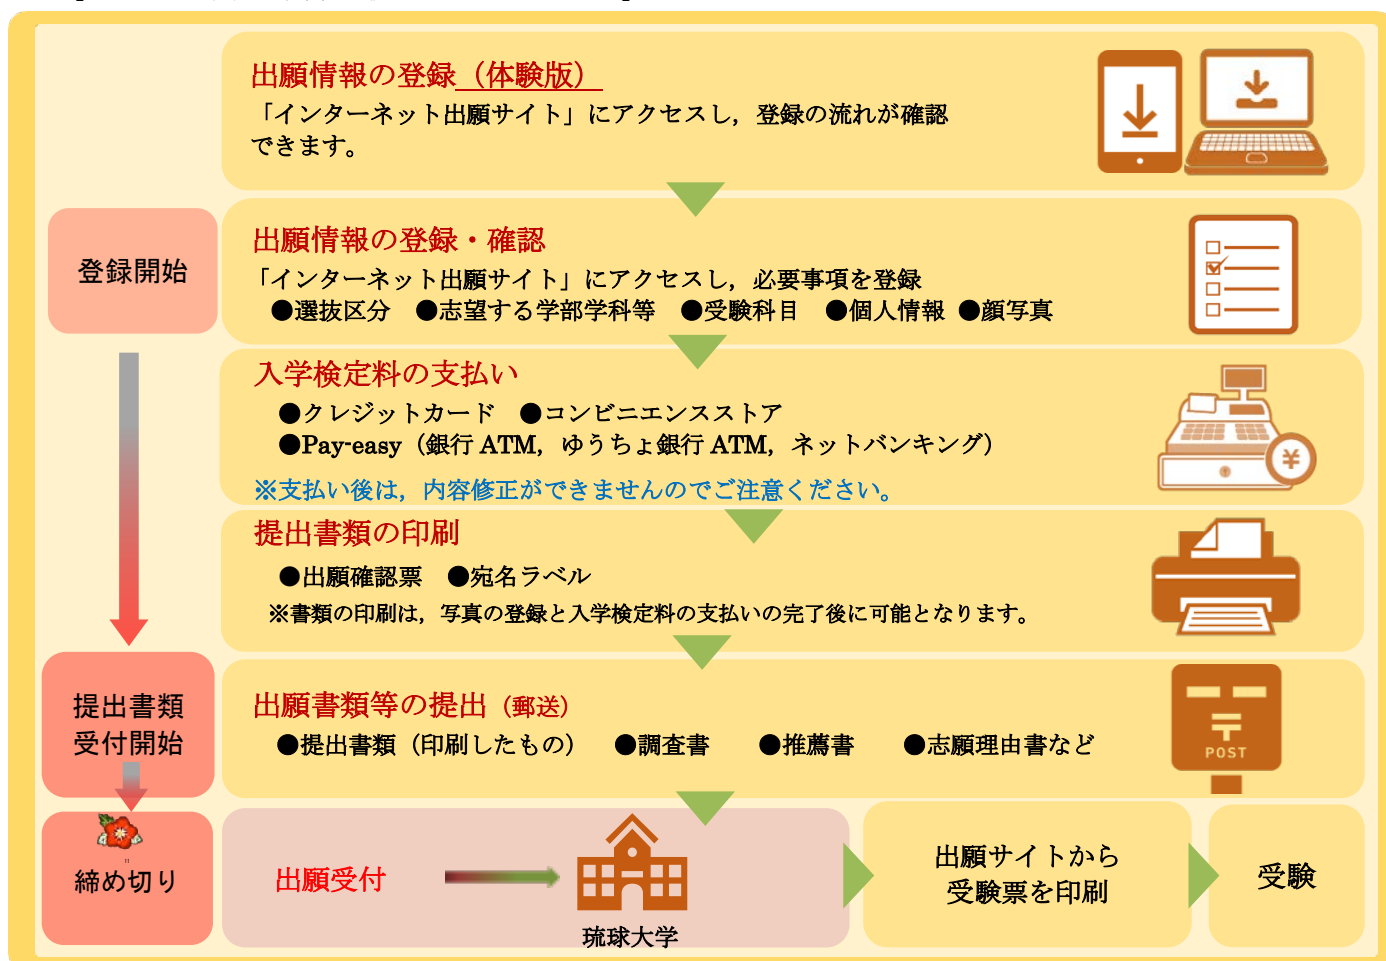 出願情報の登録（体験版）
「インターネット出願サイト」にアクセスし，登録の流れが確認
できます。
登録開始
出願情報の登録・確認
「インターネット出願サイト」にアクセスし，必要事項を登録
●選抜区分　●志望する学部学科等　●受験科目　●個人情報　●顔写真
入学検定料の支払い
●クレジットカード　●コンビニエンスストア
●Pay-easy（銀行 ATM，ゆうちょ銀行 ATM，ネットバンキング）
※支払い後は，内容修正ができませんのでご注意ください。
¥
提出書類の印刷
●出願確認票　●宛名ラベル
※書類の印刷は，写真の登録と入学検定料の支払いの完了後に可能となります。
提出書類
受付開始
出願書類等の提出（郵送）
●提出書類（印刷したもの）　●調査書　●推薦書　●志願理由書など
〒
POST
締め切り
出願受付
琉球大学
出願サイトから
受験票を印刷
受験